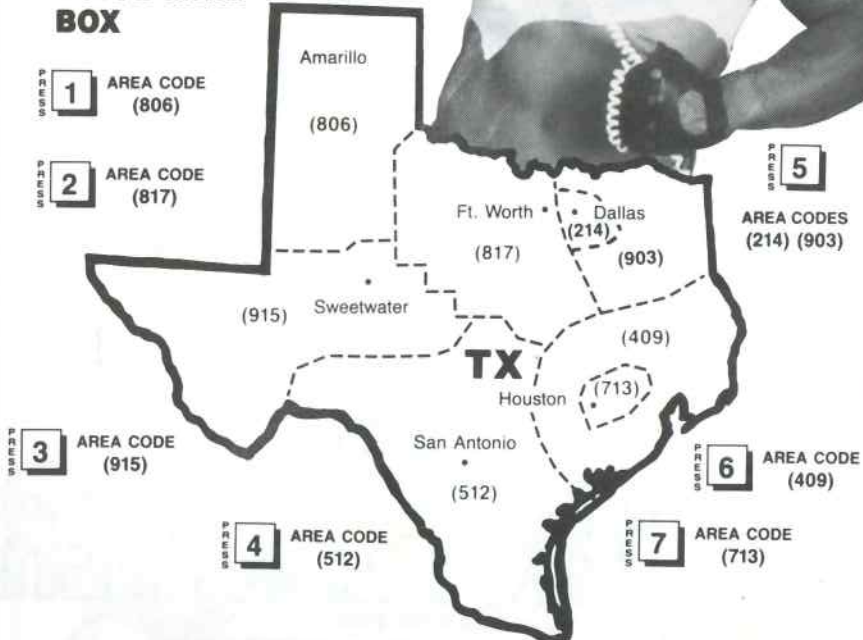 BOX
PRESS 1 AREA CODE
(806)
PRESS 2 AREA CODE
(817)
Amarillo
(806)
PRESS 5
AREA CODES
(214) (903)
Ft. Worth
Dallas
(214)
(817)
(903)
(915)
Sweetwater
(409)
TX
(713)
Houston
PRESS 3 AREA CODE
(915)
San Antonio
(512)
PRESS 6 AREA CODE
(409)
PRESS 4 AREA CODE
(512)
PRESS 7 AREA CODE
(713)